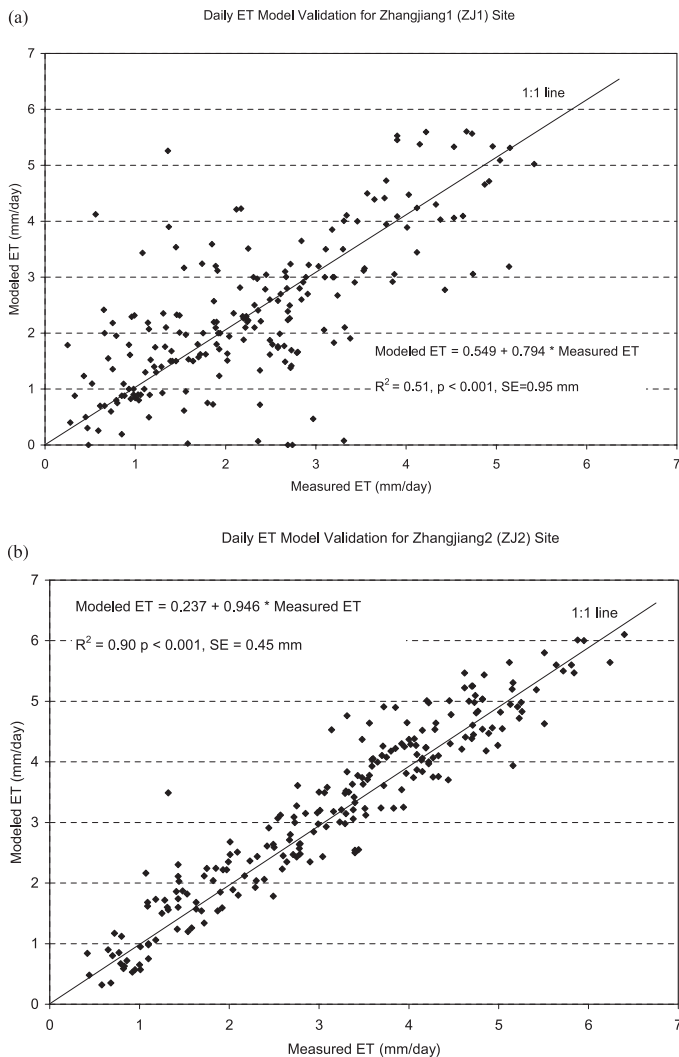 (a)
Daily ET Model Validation for Zhangjiang1 (ZJ1) Site
7
6
5
4
3
2
1
0
Modeled ET (mm/day)
1:1 line
Modeled ET = 0.549 + 0.794 * Measured ET
R² = 0.51, p < 0.001, SE=0.95 mm
0 1 2 3 4 5 6 7
Measured ET (mm/day)
(b)
Daily ET Model Validation for Zhangjiang2 (ZJ2) Site
7
6
5
4
3
2
1
0
Modeled ET (mm/day)
Modeled ET = 0.237 + 0.946 * Measured ET
1:1 line
R² = 0.90 p < 0.001, SE = 0.45 mm
0 1 2 3 4 5 6 7
Measured ET (mm/day)